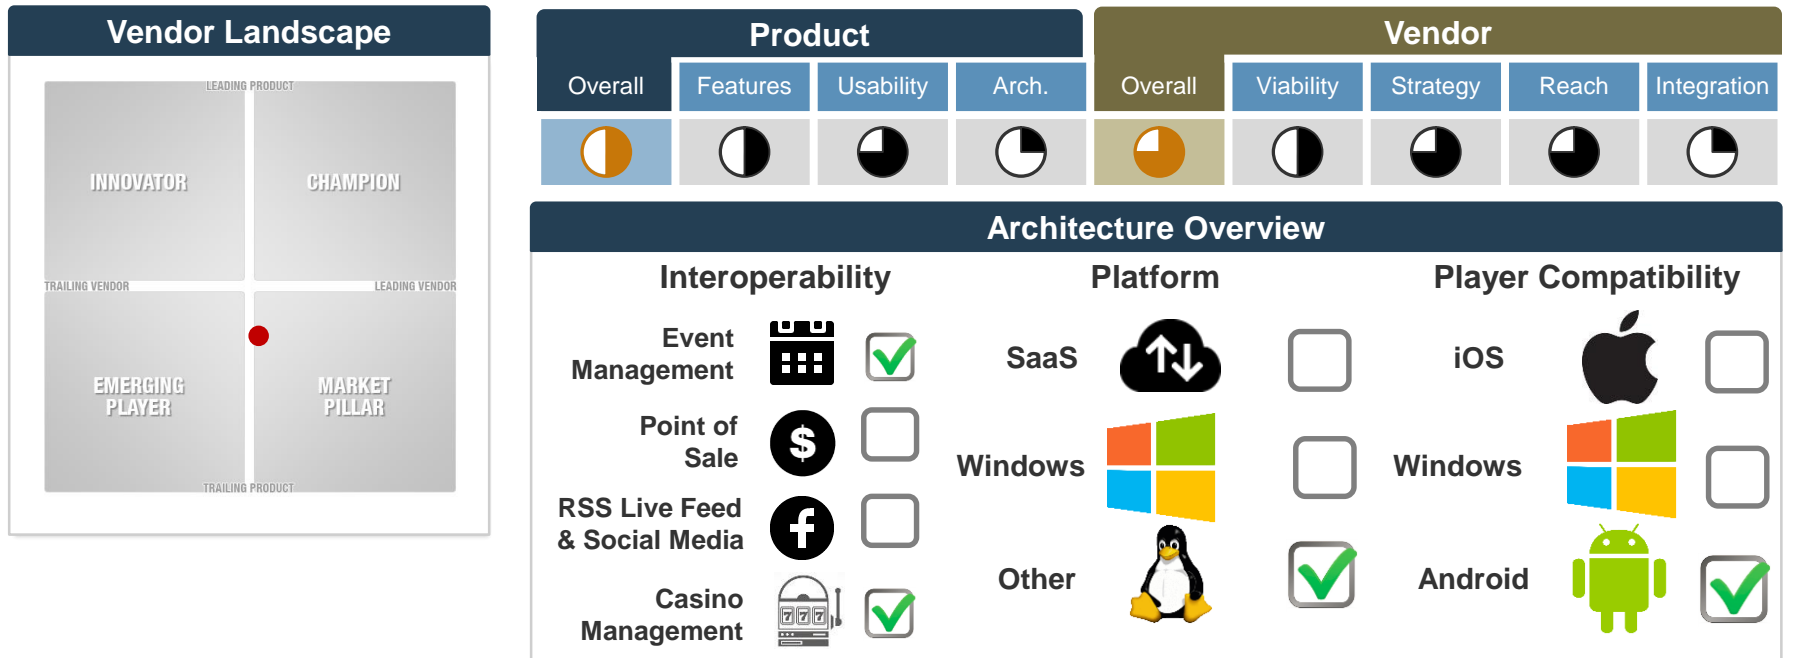 Vendor Landscape
LEADING PRODUCT
INNOVATOR
CHAMPION
TRAILING VENDOR
LEADING VENDOR
EMERGING
PLAYER
MARKET
PILLAR
TRAILING PRODUCT
Product
Vendor
Overall
Features
Usability
Arch.
Overall
Viability
Strategy
Reach
Integration
Architecture Overview
Interoperability
Event
Management
Point of
Sale
$
RSS Live Feed
& Social Media
f
Casino
Management
777
Platform
SaaS
Windows
Other
Player Compatibility
iOS
Windows
Android